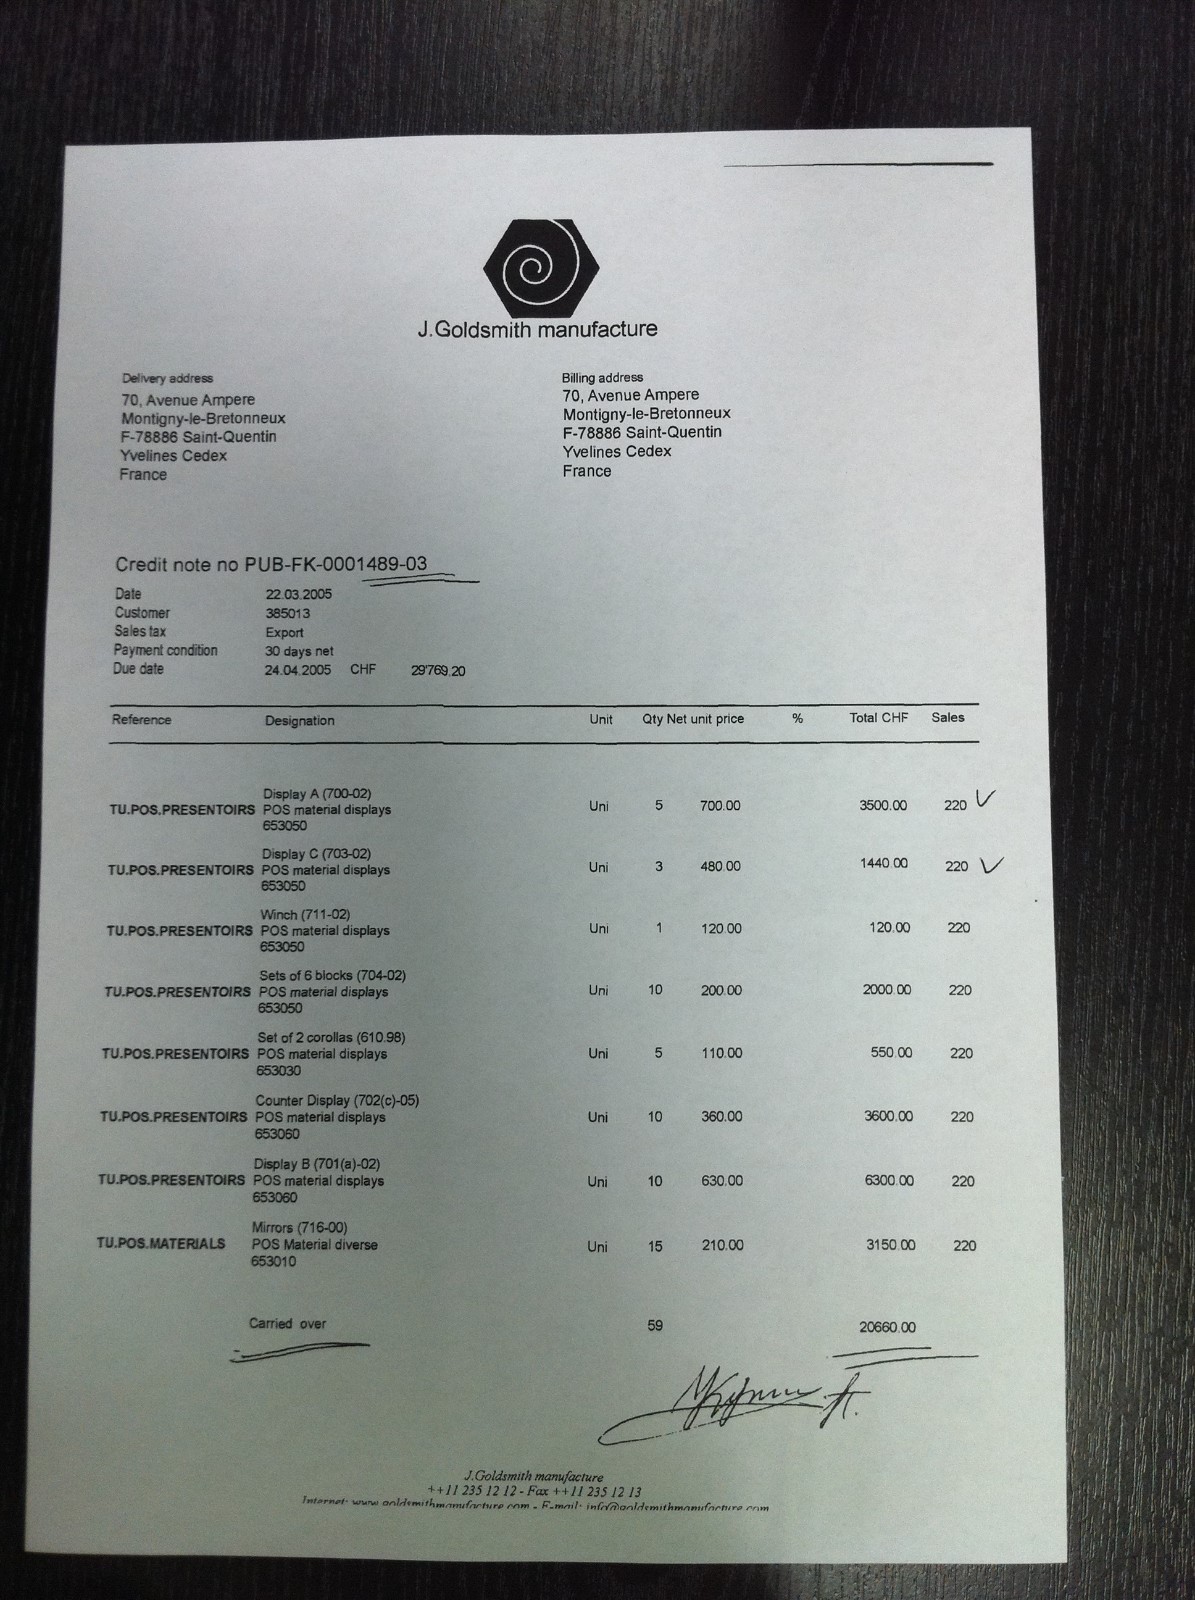 J.Goldsmith manufacture
Delivery address
70, Avenue Ampere
Montigny-le-Bretonneux
F-78886 Saint-Quentin
Yvelines Cedex
France
Billing address
70, Avenue Ampere
Montigny-le-Bretonneux
F-78886 Saint-Quentin
Yvelines Cedex
France
Credit note no PUB-FK-0001489-03
Date 22.03.2005
Customer 385013
Sales tax Export
Payment condition 30 days net
Due date 24.04.2005 CHF 29'769.20
Reference Designation Unit Qty Net unit price % Total CHF Sales
Display A (700-02)
TU.POS.PRESENTOIRS POS material displays Uni 5 700.00 3500.00 220
653050
Display C (703-02)
TU.POS.PRESENTOIRS POS material displays Uni 3 480.00 1440.00 220
653050
Winch (711-02)
TU.POS.PRESENTOIRS POS material displays Uni 1 120.00 120.00 220
653050
Sets of 6 blocks (704-02)
TU.POS.PRESENTOIRS POS material displays Uni 10 200.00 2000.00 220
653050
Set of 2 corollas (610.98)
TU.POS.PRESENTOIRS POS material displays Uni 5 110.00 550.00 220
653030
Counter Display (702(c)-05)
TU.POS.PRESENTOIRS POS material displays Uni 10 360.00 3600.00 220
653060
Display B (701(a)-02)
TU.POS.PRESENTOIRS POS material displays Uni 10 630.00 6300.00 220
653060
Mirrors (716-00)
TU.POS.MATERIALS POS Material diverse Uni 15 210.00 3150.00 220
653010
Carried over 59 20660.00
J.Goldsmith manufacture
++11 235 12 12 - Fax ++11 235 12 13
Internet: www.goldsmithmanufacture.com - E-mail: info@goldsmithmanufacture.com